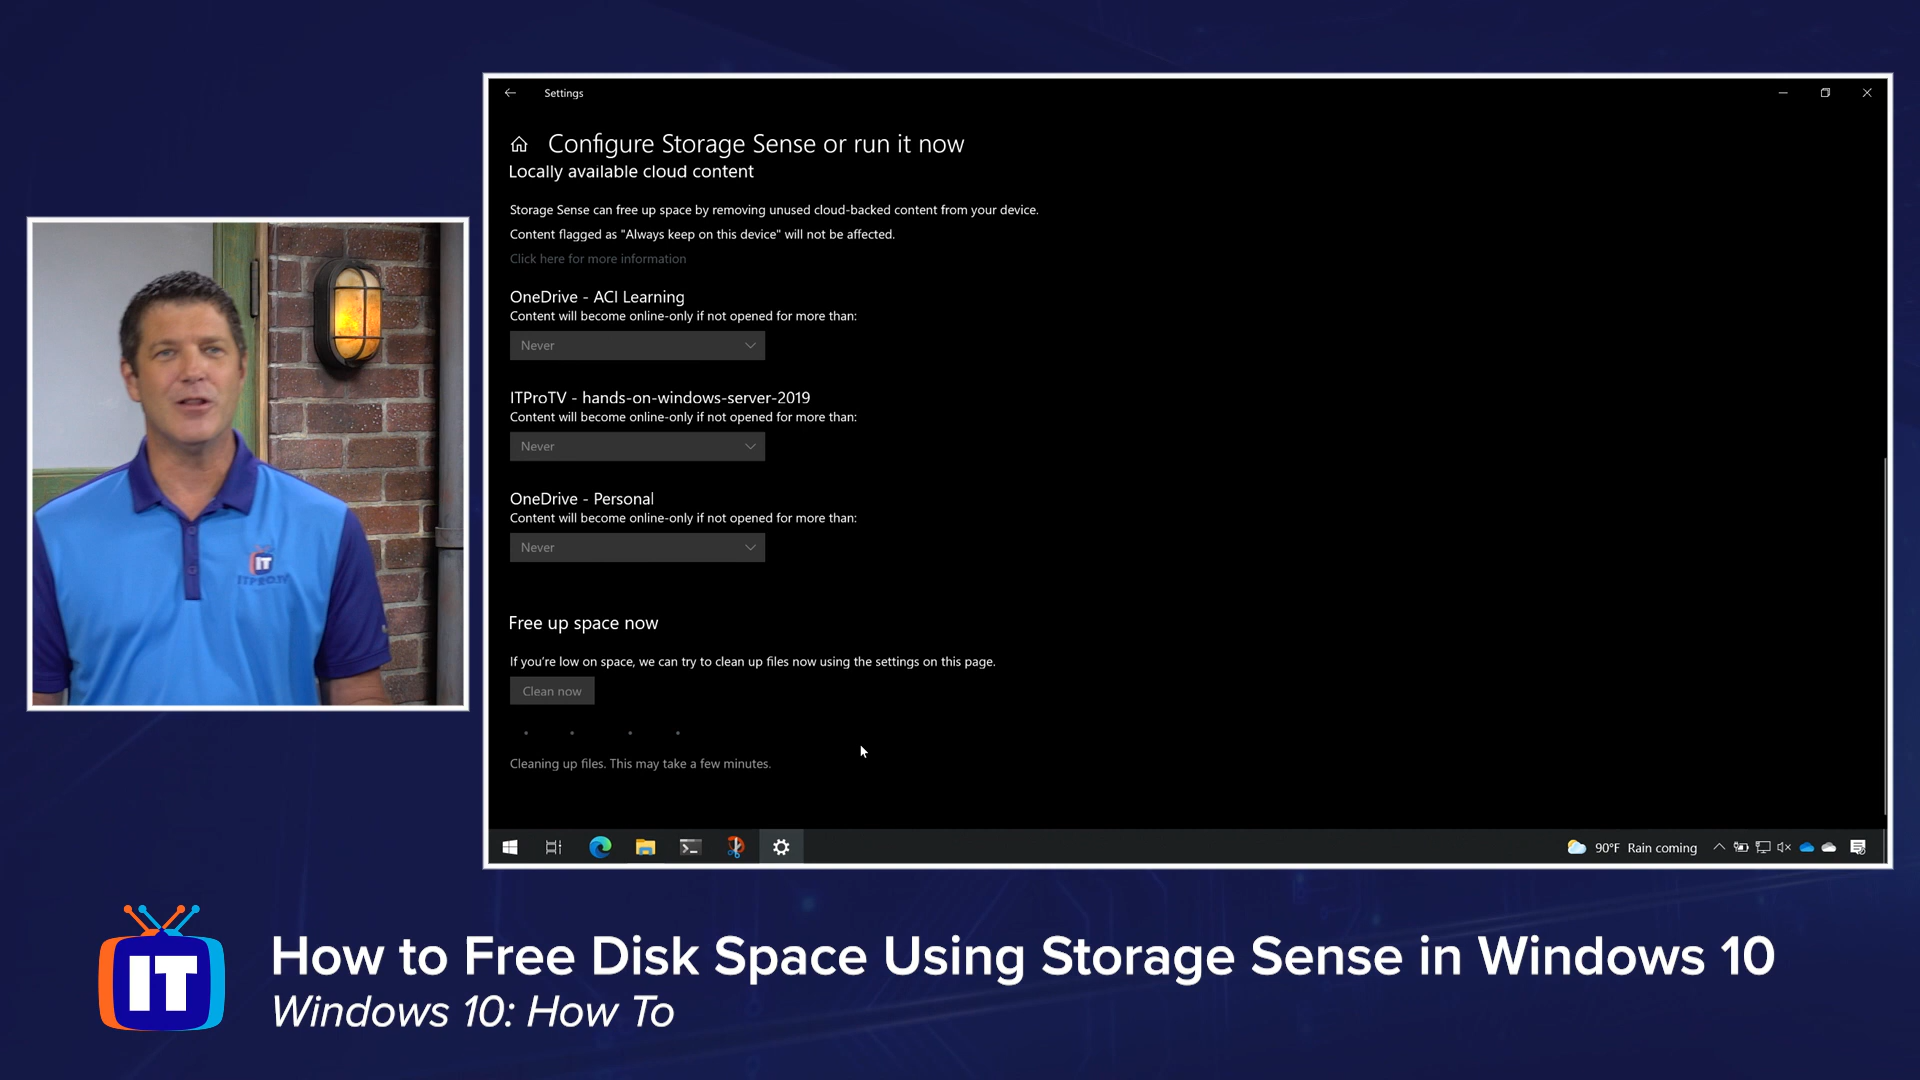 Settings
Configure Storage Sense or run it now
Locally available cloud content
Storage Sense can free up space by removing unused cloud-backed content from your device.
Content flagged as "Always keep on this device" will not be affected.
Click here for more information
OneDrive - ACI Learning
Content will become online-only if not opened for more than:
Never
ITProTV - hands-on-windows-server-2019
Content will become online-only if not opened for more than:
Never
OneDrive - Personal
Content will become online-only if not opened for more than:
Never
Free up space now
If you're low on space, we can try to clean up files now using the settings on this page.
Clean now
Cleaning up files. This may take a few minutes.
90°F Rain coming
IT
ITPRO.TV
IT
How to Free Disk Space Using Storage Sense in Windows 10
Windows 10: How To